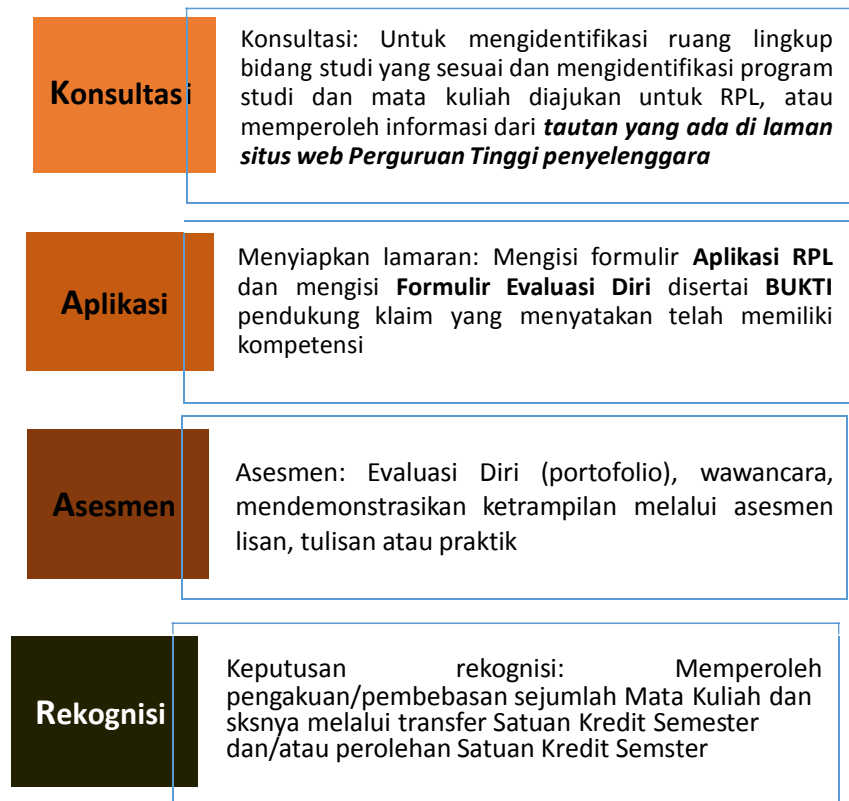 Konsultasi
Konsultasi: Untuk mengidentifikasi ruang lingkup
bidang studi yang sesuai dan mengidentifikasi program
studi dan mata kuliah diajukan untuk RPL, atau
memperoleh informasi dari tautan yang ada di laman
situs web Perguruan Tinggi penyelenggara
Aplikasi
Menyiapkan lamaran: Mengisi formulir Aplikasi RPL
dan mengisi Formulir Evaluasi Diri disertai BUKTI
pendukung klaim yang menyatakan telah memiliki
kompetensi
Asesmen
Asesmen: Evaluasi Diri (portofolio), wawancara,
mendemonstrasikan ketrampilan melalui asesmen
lisan, tulisan atau praktik
Rekognisi
Keputusan rekognisi: Memperoleh
pengakuan/pembebasan sejumlah Mata Kuliah dan
sksnya melalui transfer Satuan Kredit Semester
dan/atau perolehan Satuan Kredit Semster